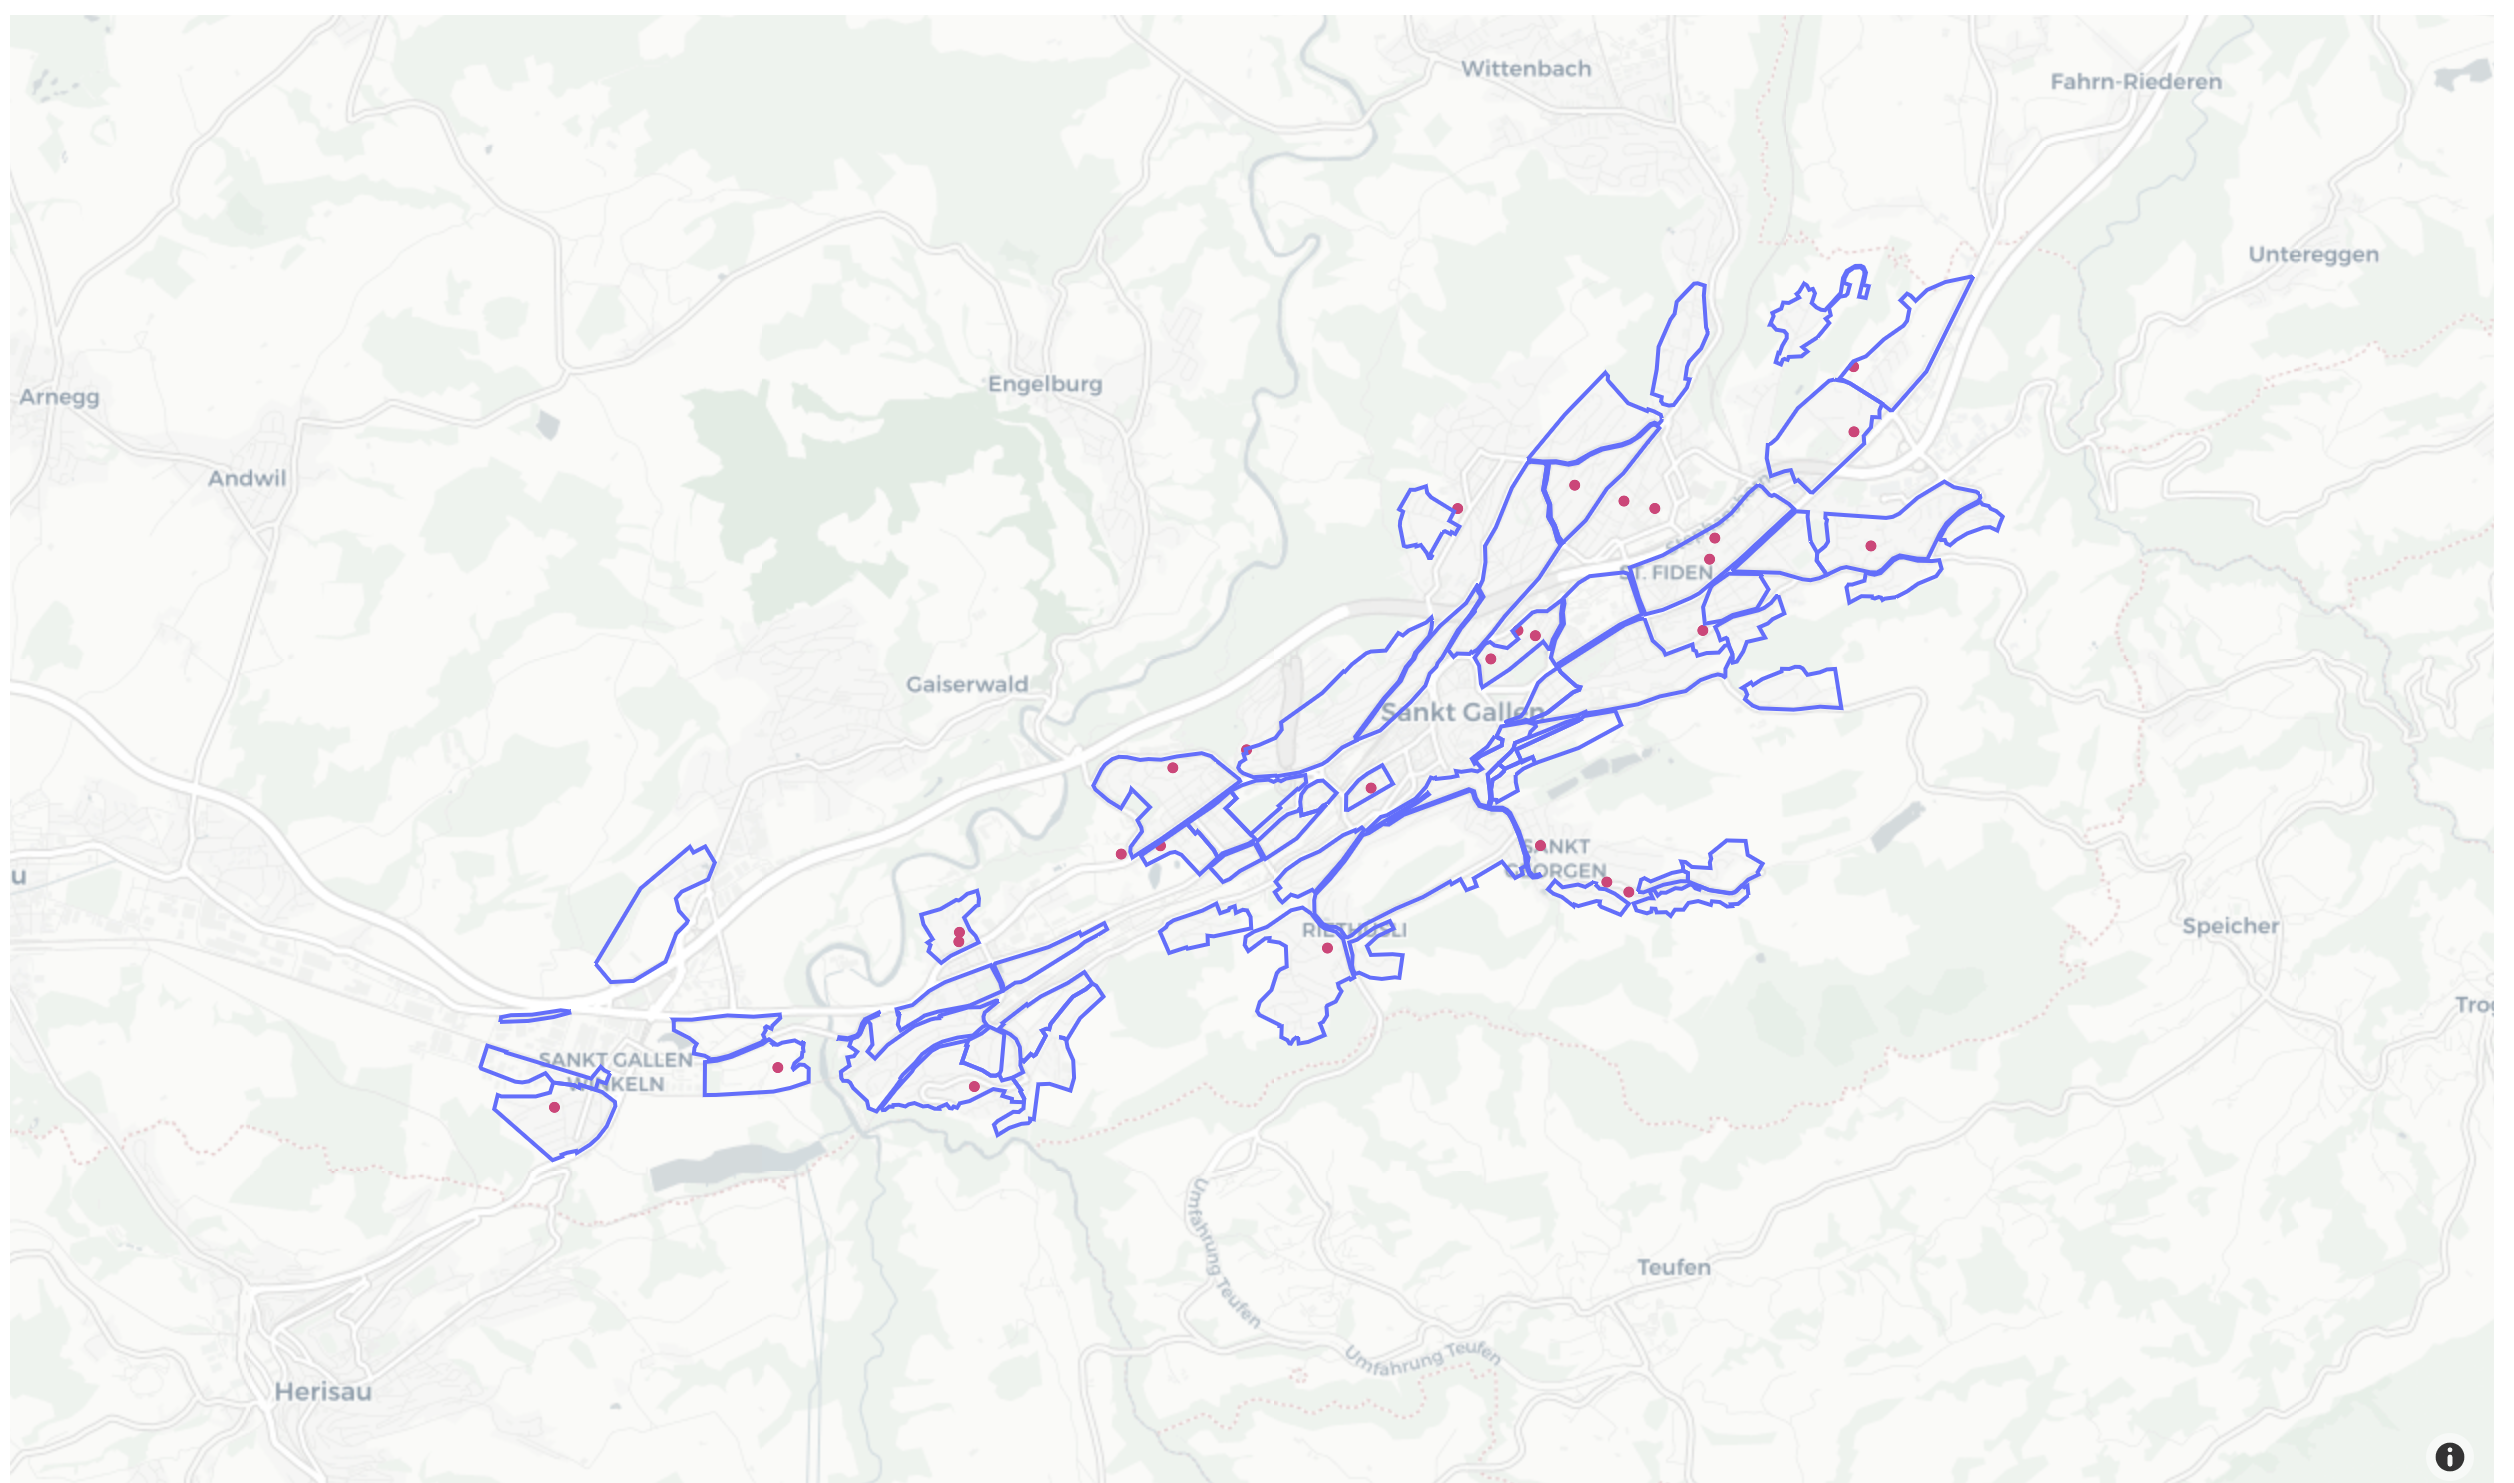 Wittenbach
Fahrn-Riederen
Untereggen
Engelburg
Arnegg
Andwil
ST. FIDEN
Gaiserwald
Sankt Gallen
SANKT
GEORGEN
u
RIETHÜSLI
Speicher
Trog
SANKT GALLEN
WINKELN
Umfahrung Teufen
Teufen
Umfahrung Teufen
Herisau